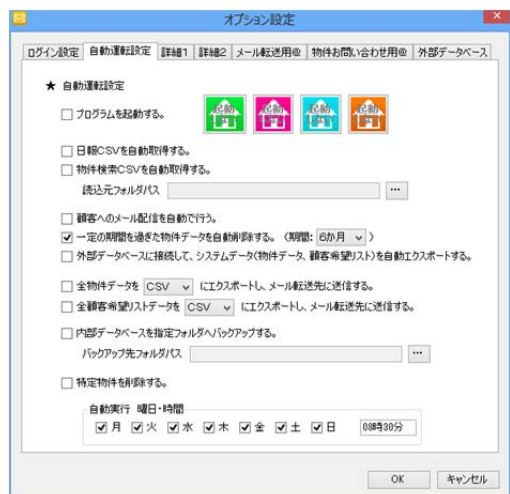 オプション設定
ログイン設定 自動運転設定 詳細1 詳細2 メール転送用@ 物件お問い合わせ用@ 外部データベース
★ 自動運転設定
プログラムを起動する。 起動 起動 起動 起動
日報CSVを自動取得する。
物件検索CSVを自動取得する。
読込元フォルダパス ...
顧客へのメール配信を自動で行う。
一定の期間を過ぎた物件データを自動削除する。 (期間: 6か月 )
外部データベースに接続して、システムデータ(物件データ、顧客希望リスト)を自動エクスポートする。
全物件データを CSV にエクスポートし、メール転送先に送信する。
全顧客希望リストデータを CSV にエクスポートし、メール転送先に送信する。
内部データベースを指定フォルダへバックアップする。
バックアップ先フォルダパス ...
特定物件を削除する。
自動実行 曜日・時間
月 火 水 木 金 土 日 08時30分
OK キャンセル